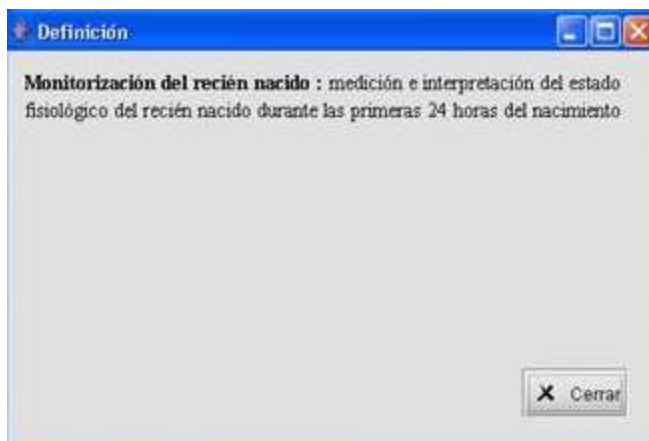 Definición
Monitorización del recién nacido : medición e interpretación del estado
fisiológico del recién nacido durante las primeras 24 horas del nacimiento
Cerrar